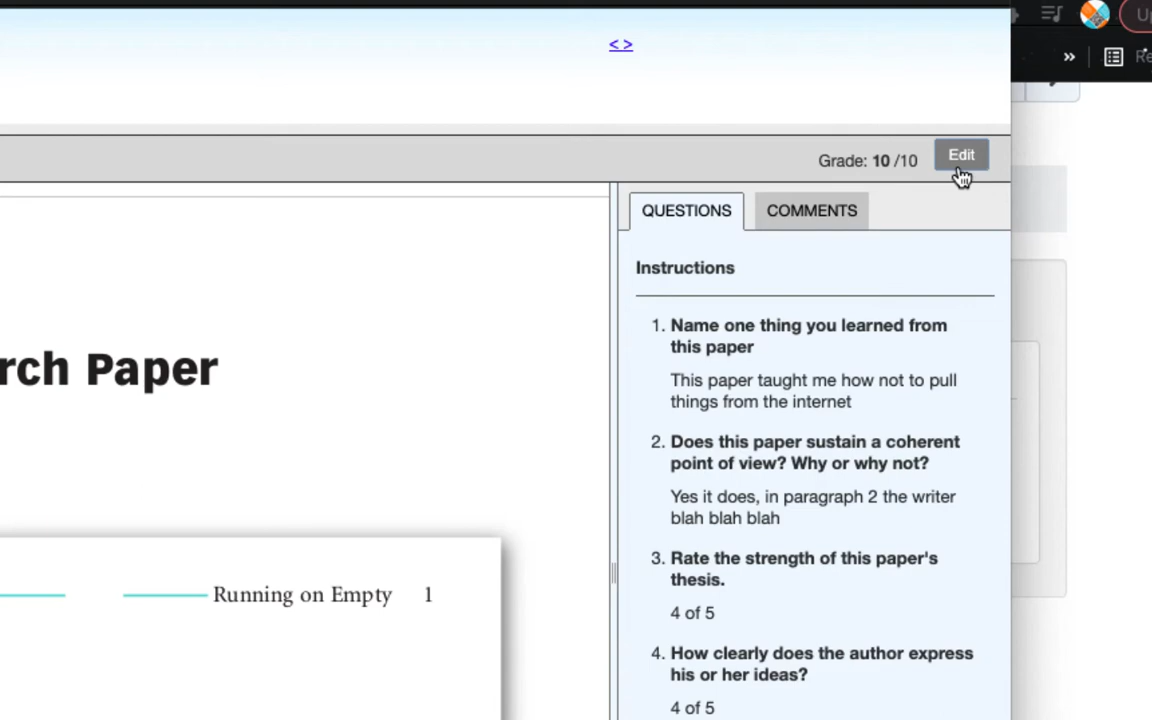 < >
Grade: 10 /10
Edit
QUESTIONS
COMMENTS
Instructions
1. Name one thing you learned from
this paper
This paper taught me how not to pull
things from the internet
2. Does this paper sustain a coherent
point of view? Why or why not?
Yes it does, in paragraph 2 the writer
blah blah blah
3. Rate the strength of this paper's
thesis.
4 of 5
4. How clearly does the author express
his or her ideas?
4 of 5
rch Paper
Running on Empty 1